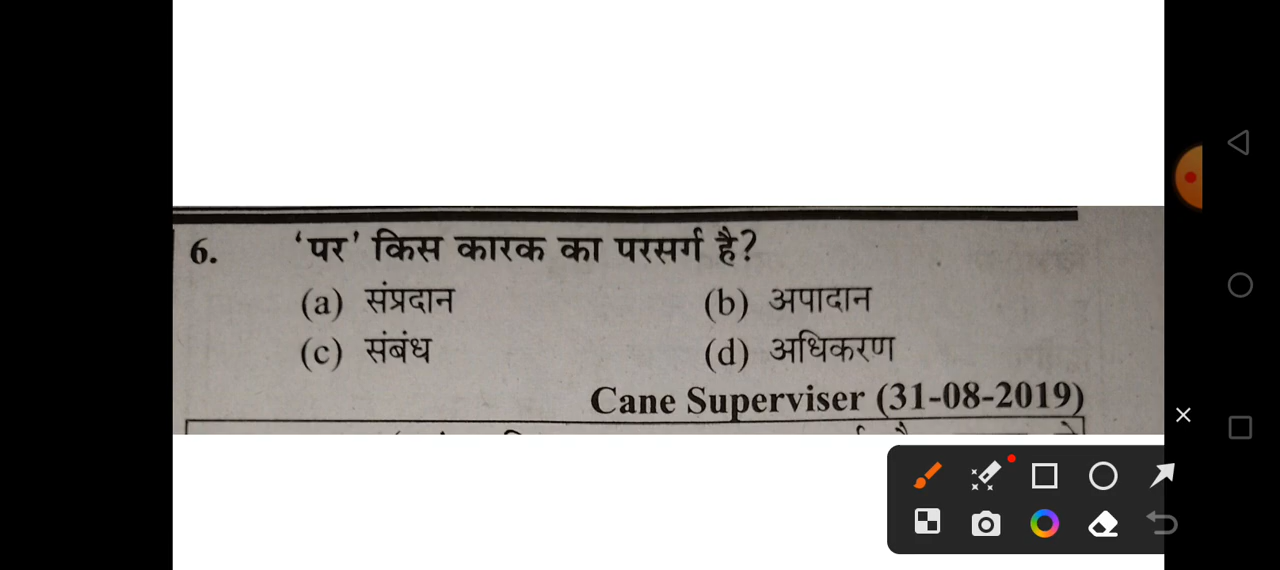 6. 'पर' किस कारक का परसर्ग है?
(a) संप्रदान (b) अपादान
(c) संबंध (d) अधिकरण
Cane Superviser (31-08-2019)